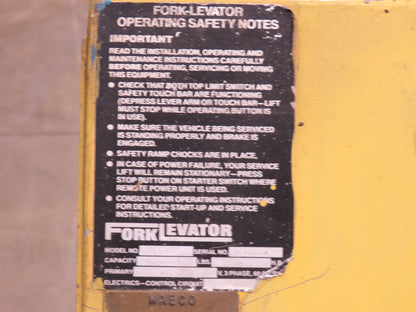 FORK-LEVATOR
OPERATING SAFETY NOTES
IMPORTANT
READ THE INSTALLATION, OPERATING AND
MAINTENANCE INSTRUCTIONS CAREFULLY
BEFORE OPERATING, SERVICING OR MOVING
THIS EQUIPMENT.
• CHECK THAT BOTH TOP LIMIT SWITCH AND
SAFETY TOUCH BAR ARE FUNCTIONING
(DEPRESS LEVER ARM OR TOUCH BAR—LIFT
MUST STOP WHILE OPERATING BUTTON IS
IN USE).
• MAKE SURE THE VEHICLE BEING SERVICED
IS STANDING PROPERLY AND BRAKE IS
ENGAGED.
• SAFETY RAMP CHOCKS ARE IN PLACE.
• IN CASE OF POWER FAILURE, YOUR SERVICE
LIFT WILL REMAIN STATIONARY—PRESS
STOP BUTTON ON STARTER SWITCH WHERE
REMOTE POWER UNIT IS USED.
• CONSULT YOUR OPERATING INSTRUCTIONS
FOR DETAILED START-UP AND SERVICE
INSTRUCTIONS.
FORK LEVATOR
MODEL NO. SERIAL NO.
CAPACITY LBS.
PRIMARY V, 3 PHASE, 60
ELECTRICS—CONTROL CIRCUIT
WAECO